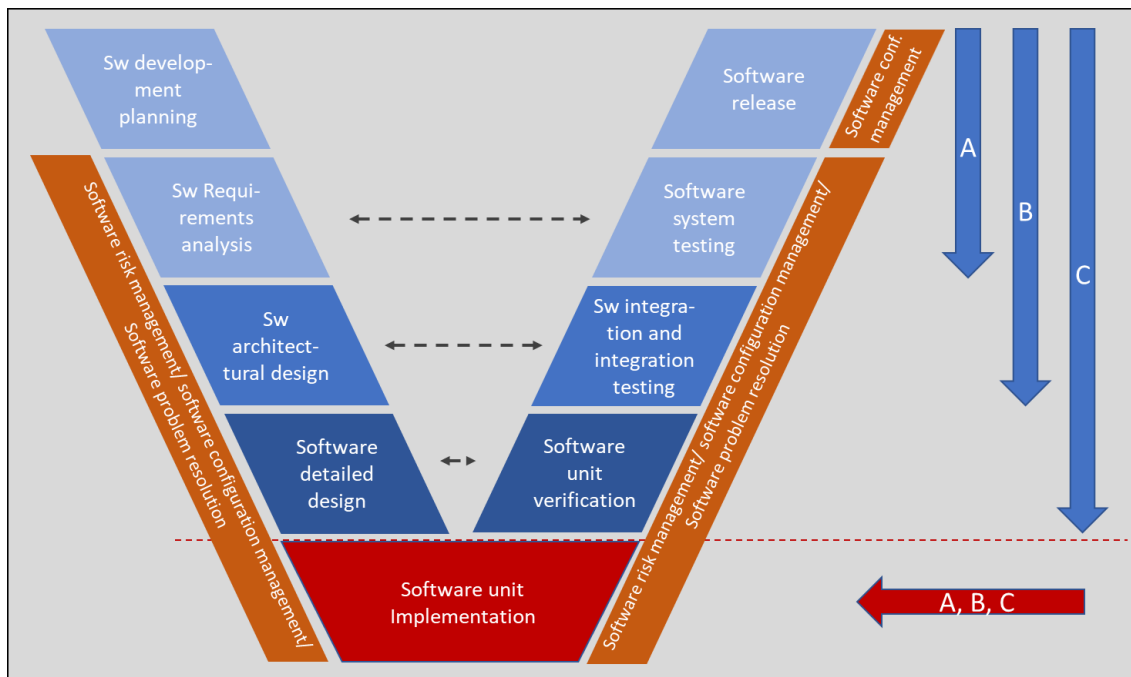 Sw develop-
ment
planning
Software
release
Software conf.
management
A
B
C
Sw Requi-
rements
analysis
Software
system
testing
Software risk management/ software configuration management/
Software problem resolution
Sw
architect-
tural design
Sw integra-
tion and
integration
testing
Software risk management/ software configuration management/
Software problem resolution
Software
detailed
design
Software
unit
verification
Software unit
Implementation
A, B, C